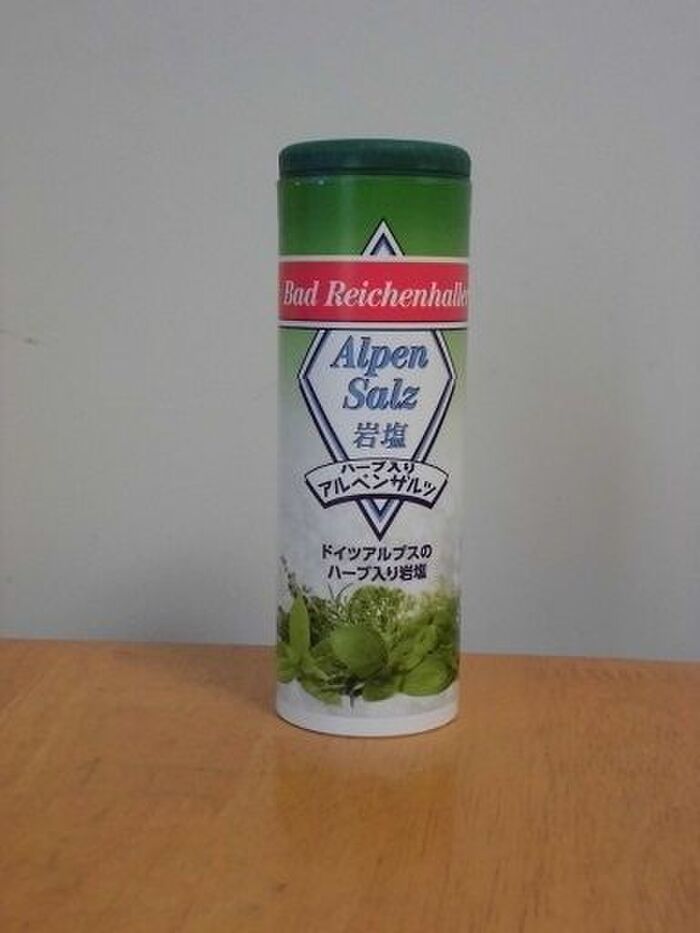 Bad Reichenhaller
Alpen
Salz
岩塩
ハーブ入り
アルペンザルツ
ドイツアルプスの
ハーブ入り岩塩